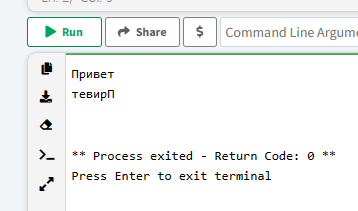 Run
Share
$
Command Line Argume
Привет
тевирП
** Process exited - Return Code: 0 **
Press Enter to exit terminal